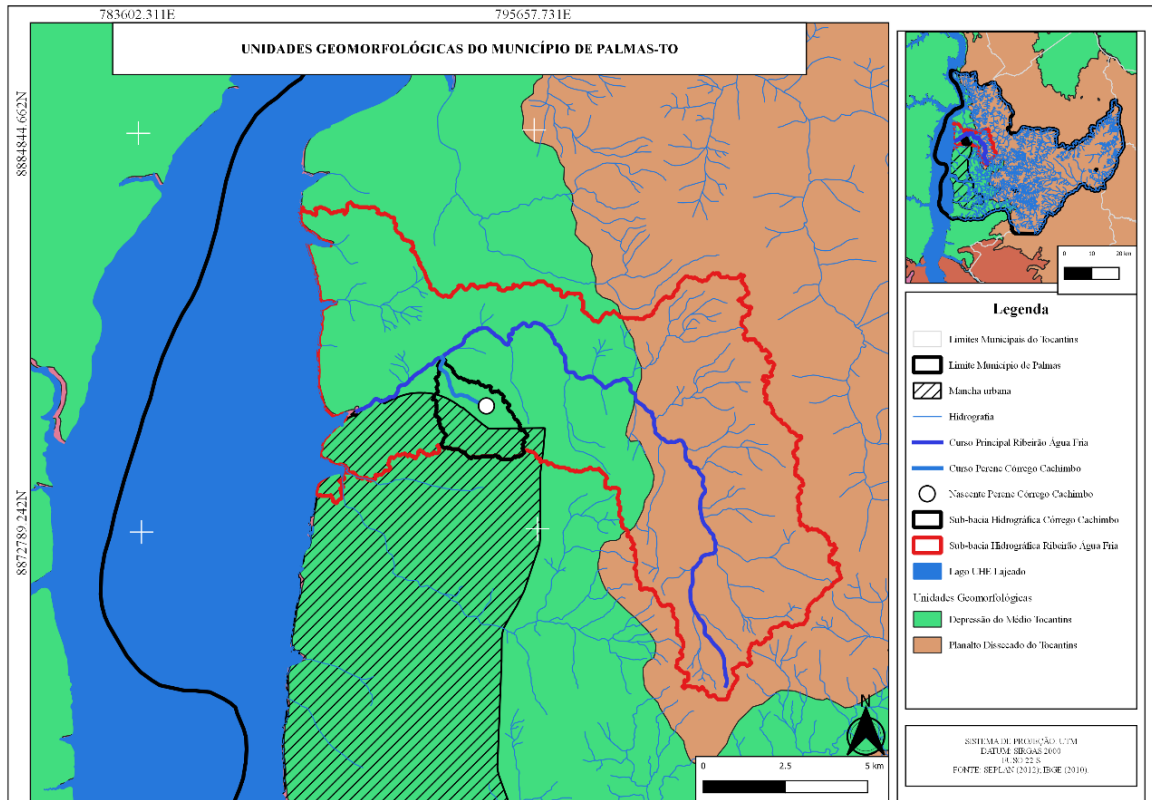 783602.311E
795657.731E
UNIDADES GEOMORFOLÓGICAS DO MUNICÍPIO DE PALMAS-TO
8884844.662N
8872789.242N
N
0 2.5 5 km
0 20 km
Legenda
Limites Municipais do Tocantins
Limite Município de Palmas
Mancha urbana
Hidrografia
Curso Principal Ribeirão Água Fria
Curso Perene Córrego Cachimbo
Nascente Perene Córrego Cachimbo
Sub-bacia Hidrográfica Córrego Cachimbo
Sub-bacia Hidrográfica Ribeirão Água Fria
Lago UHE Lajeado
Unidades Geomorfológicas
Depressão do Médio Tocantins
Planalto Dissecado do Tocantins
SISTEMA DE PROJEÇÃO: UTM
DATUM: SIRGAS 2000
FUSO 22 S
FONTE: SEPLAN (2012); IBGE (2010).